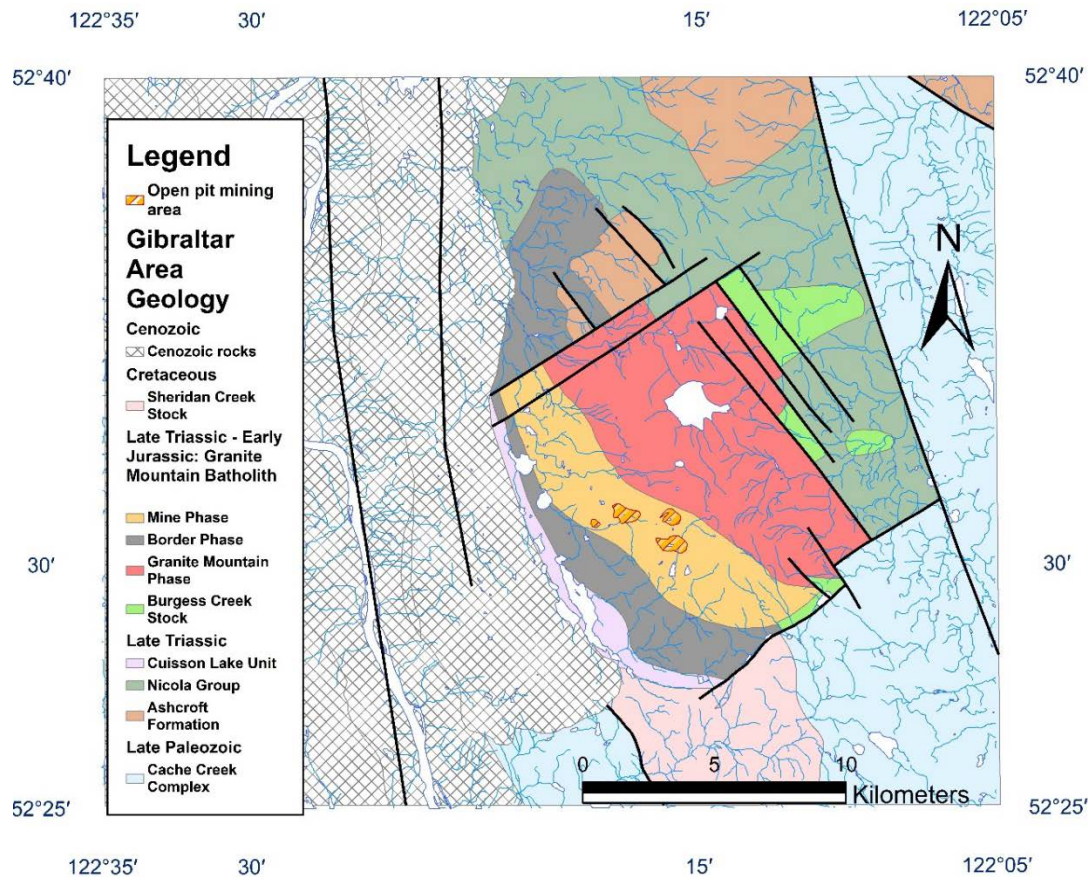 122°35′ 30′ 15′ 122°05′
52°40′ 52°40′
Legend
Open pit mining
area
Gibraltar
Area
Geology
Cenozoic
Cenozoic rocks
Cretaceous
Sheridan Creek
Stock
Late Triassic - Early
Jurassic: Granite
Mountain Batholith
Mine Phase
Border Phase
Granite Mountain
Phase
Burgess Creek
Stock
Late Triassic
Cuisson Lake Unit
Nicola Group
Ashcroft
Formation
Late Paleozoic
Cache Creek
Complex
N
30′ 30′
0 5 10
Kilometers
52°25′ 52°25′
122°35′ 30′ 15′ 122°05′